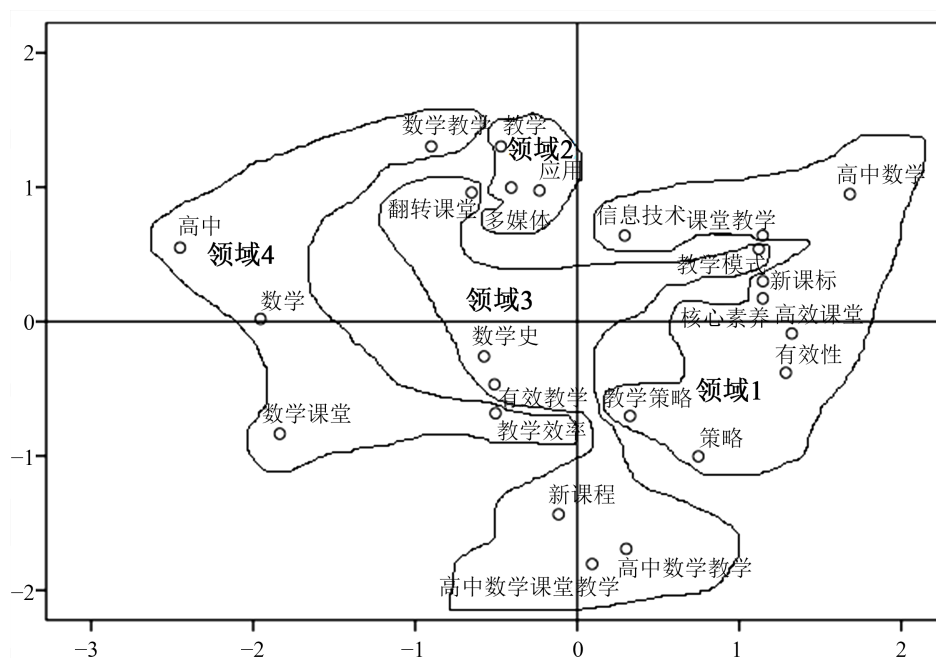 2
数学教学 教学
领域2
应用
1
高中数学
翻转课堂
多媒体
信息技术 课堂教学
高中
领域4
教学模式
新课标
数学
领域3
核心素养 高效课堂
0
数学史
有效性
有效教学
教学策略
领域1
数学课堂
教学效率
策略
−1
新课程
高中数学教学
高中数学课堂教学
−2
−3 −2 −1 0 1 2